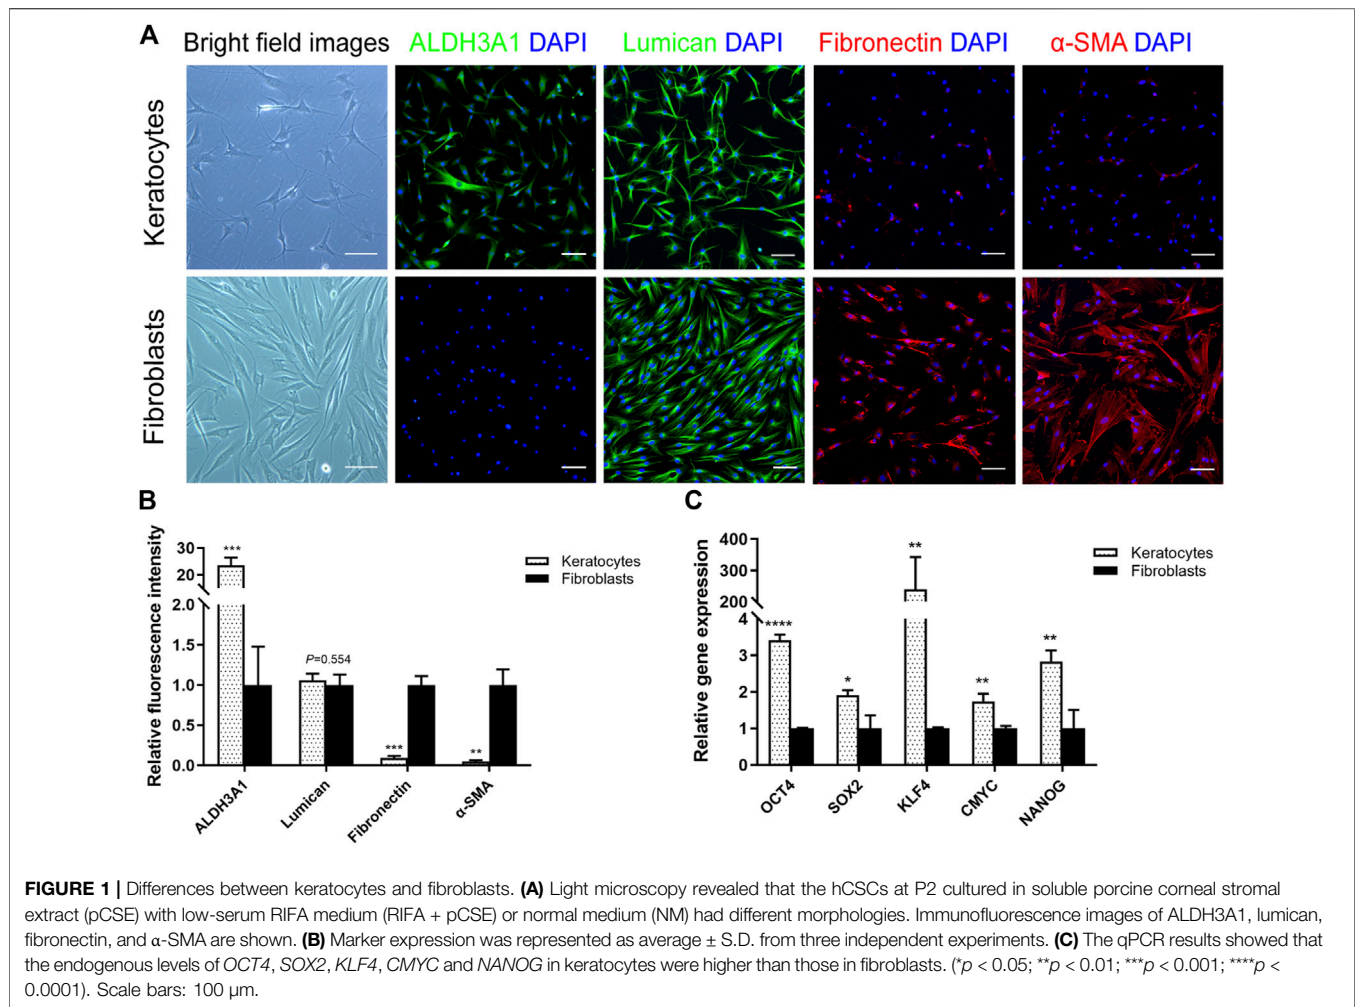 A
Bright field images ALDH3A1 DAPI Lumican DAPI Fibronectin DAPI α-SMA DAPI
Keratocytes
Fibroblasts
B
Relative fluorescence intensity
30
20
2.0
1.5
1.0
0.5
0.0
***
P=0.554
***
**
Keratocytes
Fibroblasts
ALDH3A1
Lumican
Fibronectin
α-SMA
C
Relative gene expression
400
300
200
4
3
2
1
0
****
*
**
**
**
Keratocytes
Fibroblasts
OCT4
SOX2
KLF4
CMYC
NANOG
FIGURE 1 | Differences between keratocytes and fibroblasts. (A) Light microscopy revealed that the hCSCs at P2 cultured in soluble porcine corneal stromal
extract (pCSE) with low-serum RIFA medium (RIFA + pCSE) or normal medium (NM) had different morphologies. Immunofluorescence images of ALDH3A1, lumican,
fibronectin, and α-SMA are shown. (B) Marker expression was represented as average ± S.D. from three independent experiments. (C) The qPCR results showed that
the endogenous levels of OCT4, SOX2, KLF4, CMYC and NANOG in keratocytes were higher than those in fibroblasts. (*p < 0.05; **p < 0.01; ***p < 0.001; ****p <
0.0001). Scale bars: 100 µm.